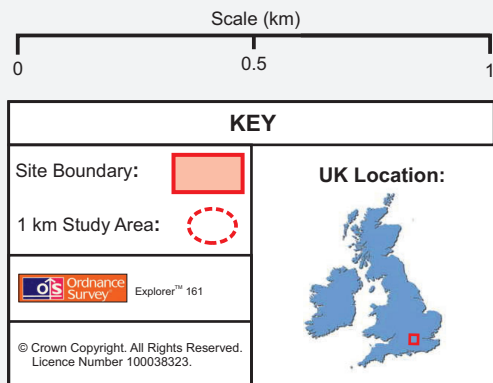 Scale (km)
0
0.5
1
KEY
Site Boundary:
1 km Study Area:
UK Location:
OS Ordnance
Survey®
Explorer™ 161
© Crown Copyright. All Rights Reserved.
Licence Number 100038323.